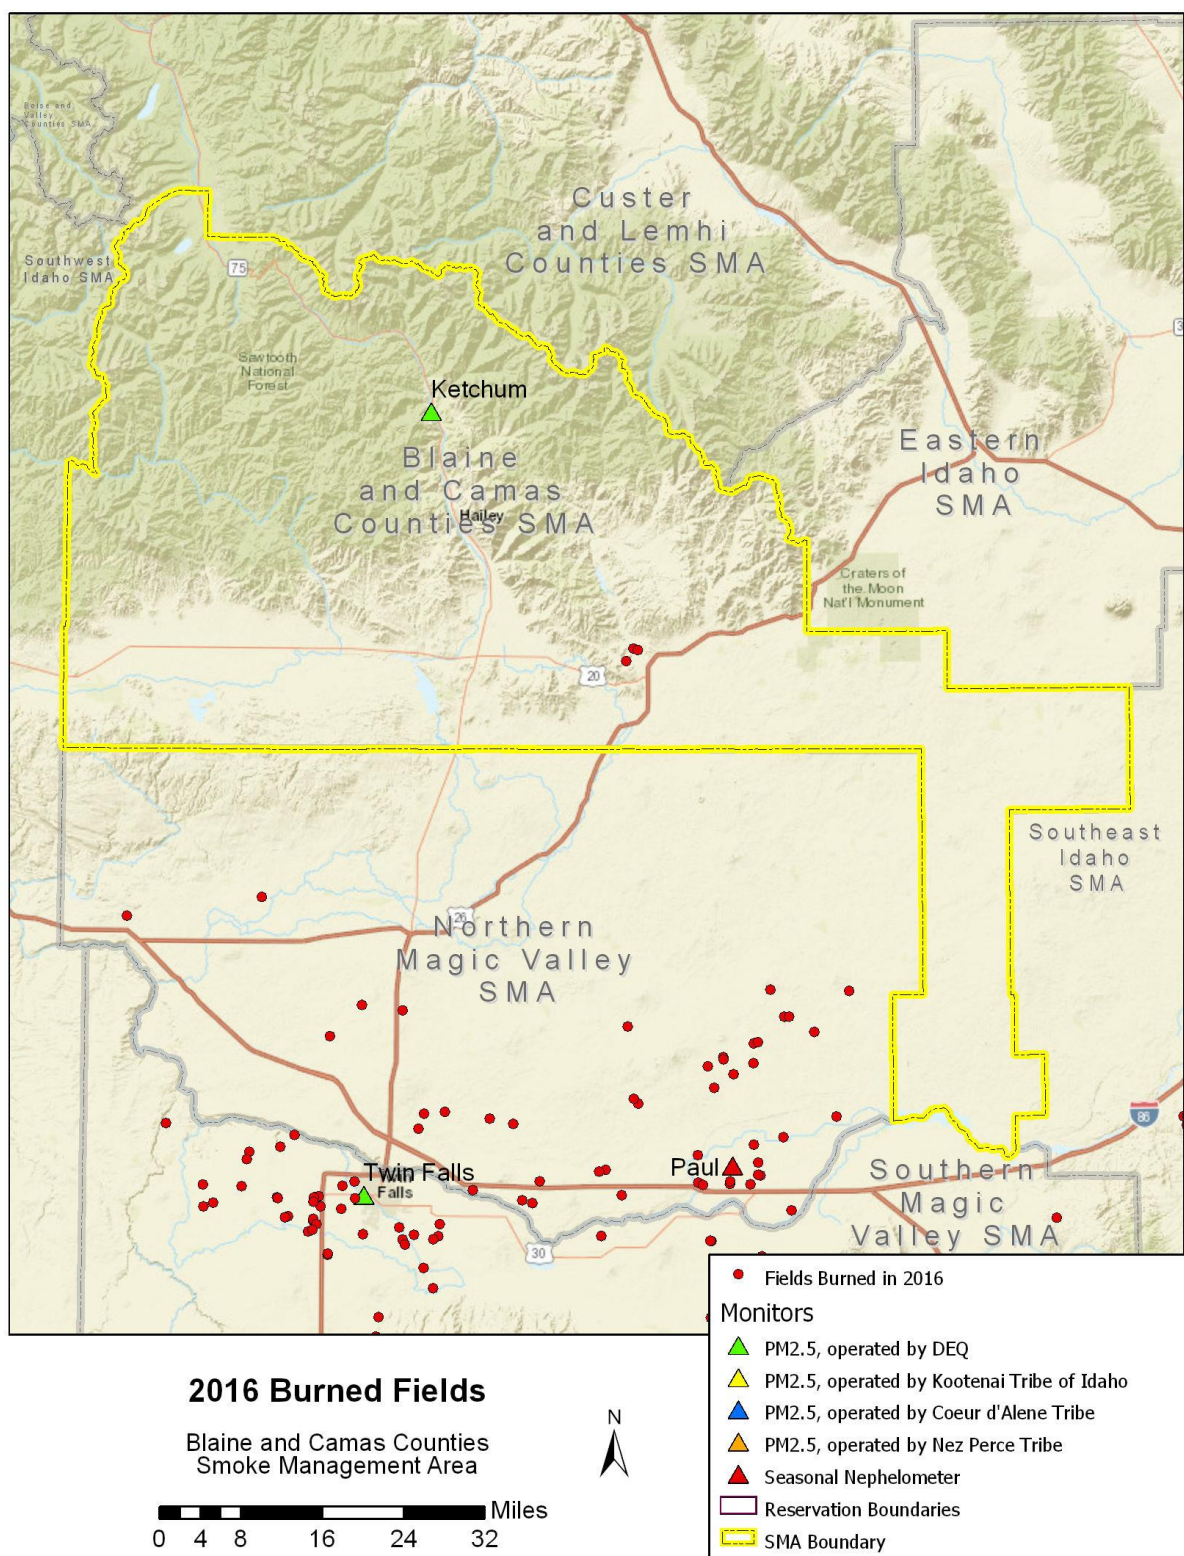 Boise and
Valley
Counties SMA
Custer
and Lemhi
Counties SMA
Southwest
Idaho SMA
75
3
Sawtooth
National
Forest
Ketchum
Eastern
Idaho
SMA
Blaine
and Camas
Counties SMA
Hailey
Craters of
the Moon
Nat'l Monument
20
Southeast
Idaho
SMA
26
Northern
Magic Valley
SMA
86
Twin Falls
Twin
Falls
Paul
Southern
Magic
Valley SMA
30
Fields Burned in 2016
Monitors
PM2.5, operated by DEQ
PM2.5, operated by Kootenai Tribe of Idaho
PM2.5, operated by Coeur d'Alene Tribe
PM2.5, operated by Nez Perce Tribe
Seasonal Nephelometer
Reservation Boundaries
SMA Boundary
2016 Burned Fields
Blaine and Camas Counties
Smoke Management Area
N
Miles
0 4 8 16 24 32